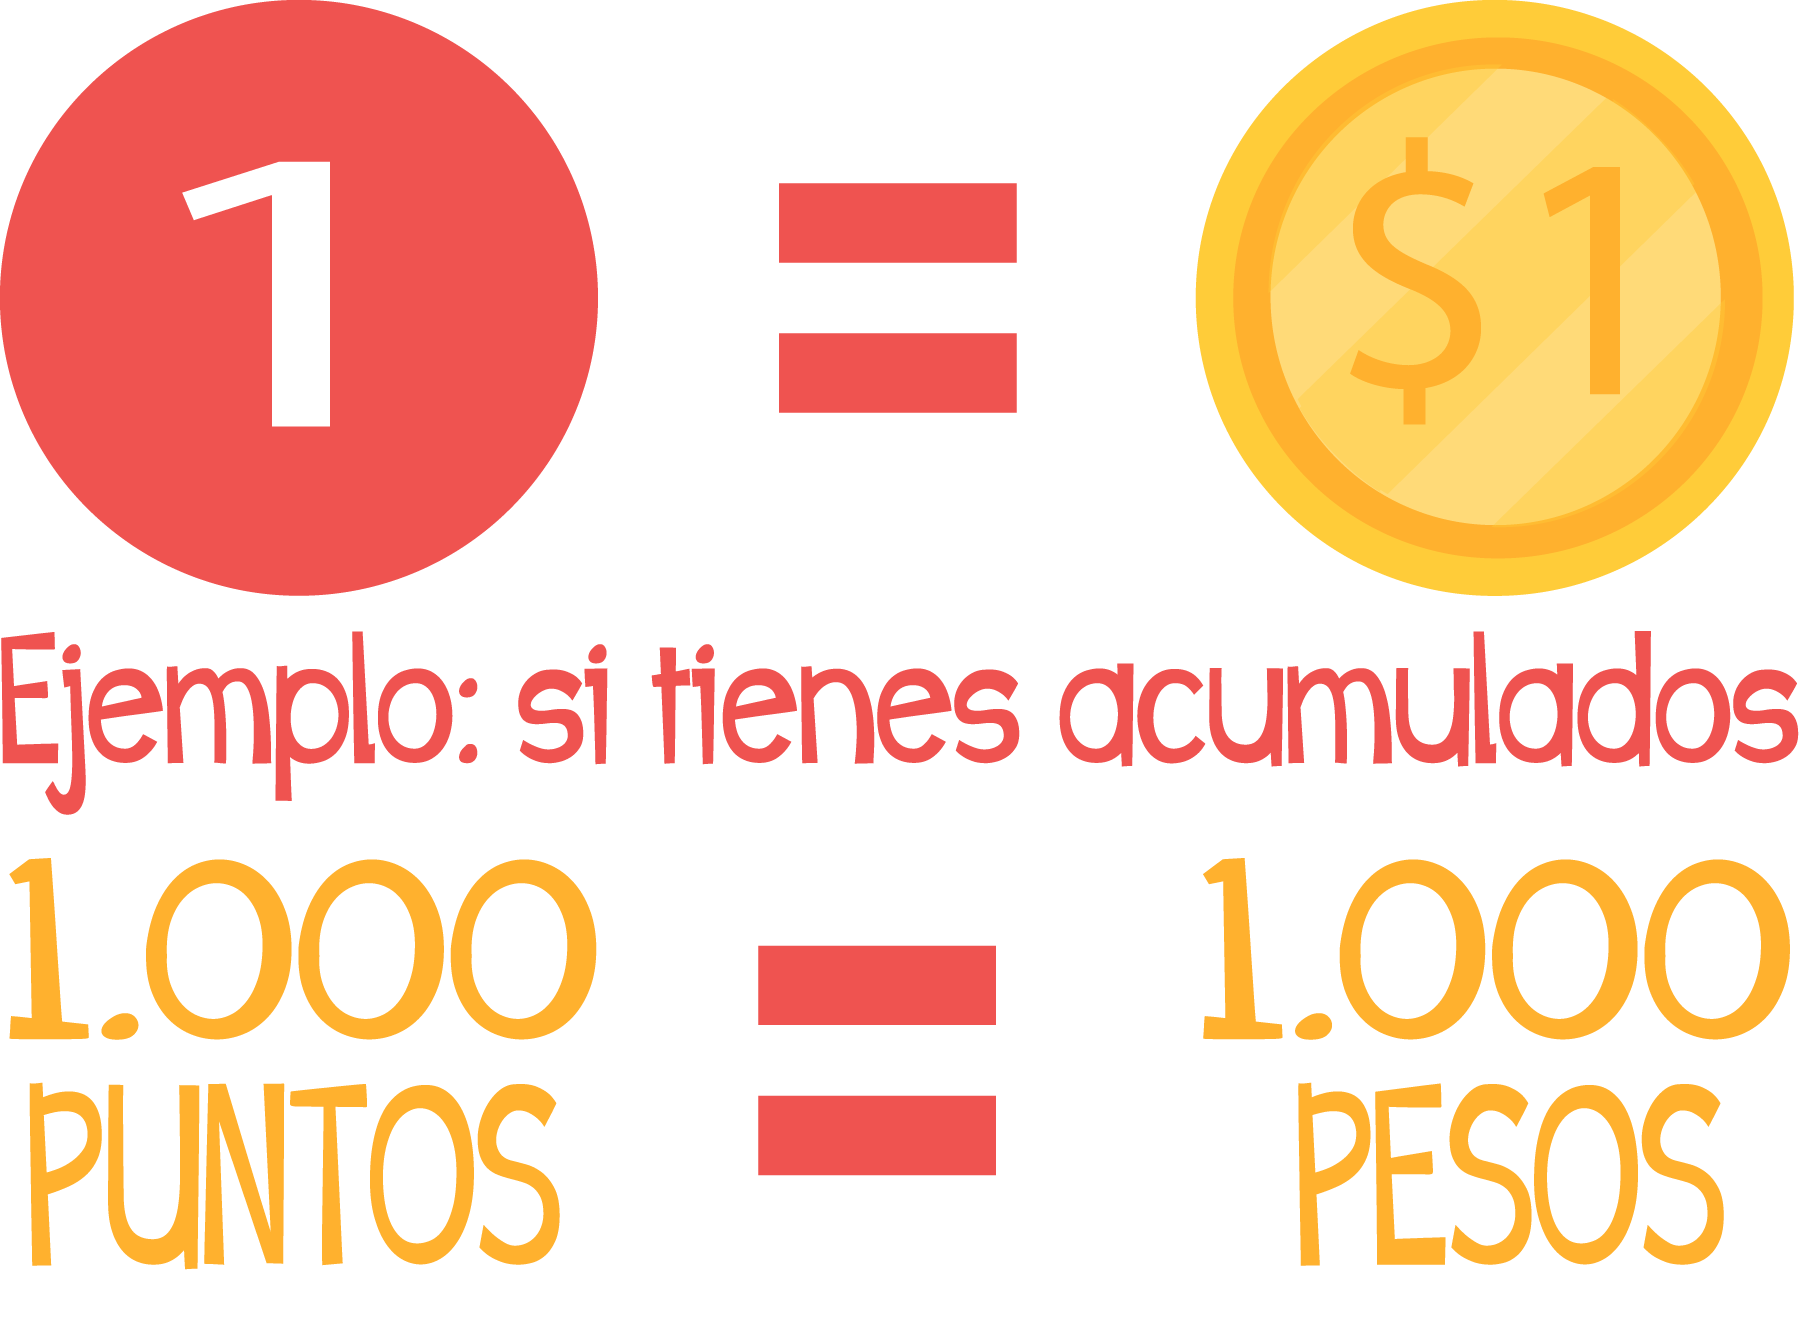 1 = $1
Ejemplo: si tienes acumulados
1.000 = 1.000
PUNTOS PESOS